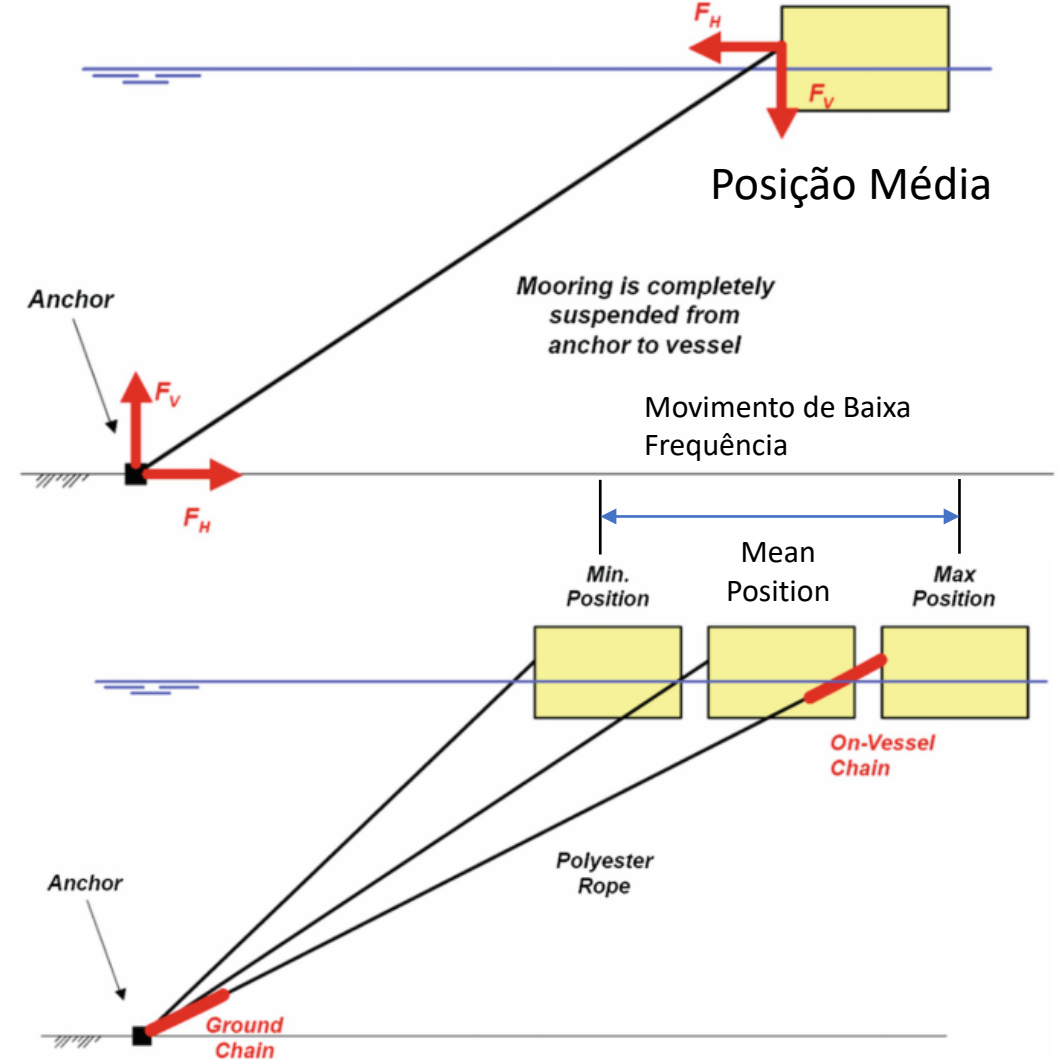 F_H
F_V
Posição Média
Anchor
Mooring is completely
suspended from
anchor to vessel
F_V
Movimento de Baixa
Frequência
F_H
Min.
Position
Mean
Position
Max
Position
On-Vessel
Chain
Polyester
Rope
Anchor
Ground
Chain